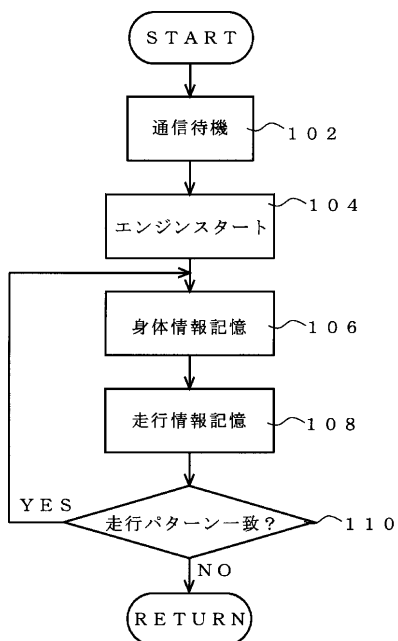 ＳＴＡＲＴ
通信待機
１０２
１０４
エンジンスタート
身体情報記憶
１０６
走行情報記憶
１０８
ＹＥＳ
走行パターン一致？
１１０
ＮＯ
ＲＥＴＵＲＮ